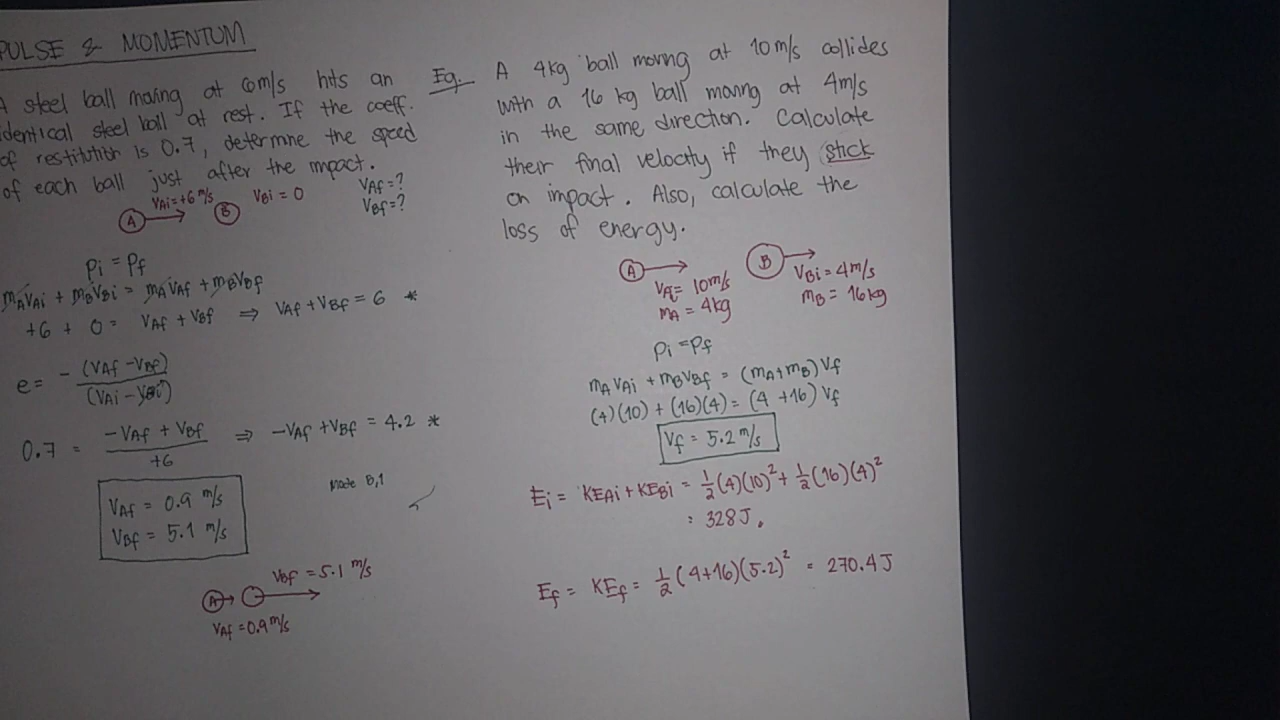 PULSE & MOMENTUM
A steel ball moving at 6m/s hits an
identical steel ball at rest. If the coeff.
of restitution is 0.7, determine the speed
of each ball just after the impact.
VAi=+6 m/s VBi = 0 VAf=?
VBf=?
A B
Pi = Pf
mAVAi + mBVBi = mAVAf + mBVBf
+6 + 0 = VAf + VBf ⇒ VAf + VBf = 6 *
e = - (VAf - VBf) / (VAi - VBi)
0.7 = -VAf + VBf / +6 ⇒ -VAf + VBf = 4.2 *
Mode 8,1
VAf = 0.9 m/s
VBf = 5.1 m/s
VBf = 5.1 m/s
A
VAf = 0.9 m/s
Eg. A 4kg ball moving at 10 m/s collides
with a 16 kg ball moving at 4m/s
in the same direction. Calculate
their final velocity if they stick
on impact. Also, calculate the
loss of energy.
A B
VA= 10m/s VBi = 4m/s
mA = 4kg mB = 16kg
Pi = Pf
mAVAi + mBVBf = (mA+mB) Vf
(4)(10) + (16)(4) = (4 +16) Vf
Vf = 5.2 m/s
Ei = KEAi + KEBi = 1/2 (4)(10)² + 1/2 (16)(4)²
= 328J.
Ef = KEf = 1/2 (4+16)(5.2)² = 270.4 J